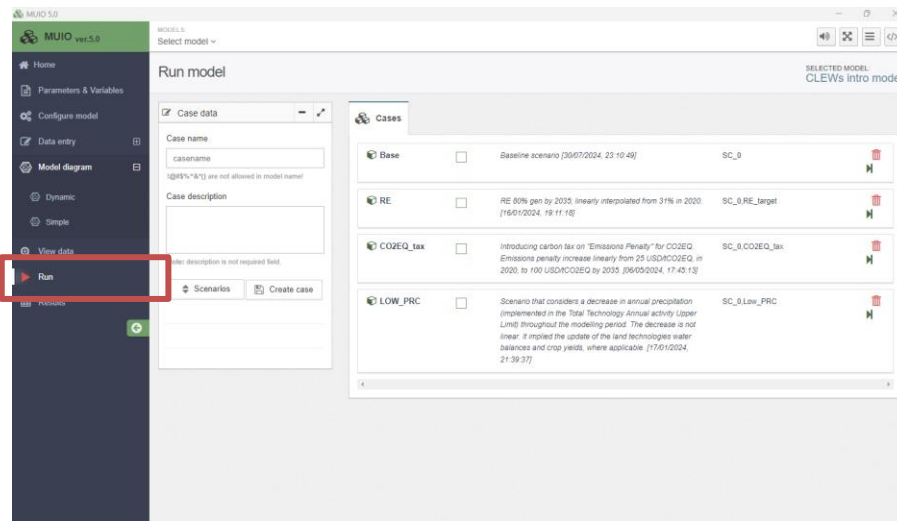 MUIO 5.0
MUIO ver.5.0
MODELS:
Select model
Home
Parameters & Variables
Configure model
Data entry
Model diagram
Dynamic
Simple
View data
Run
Results
Run model
SELECTED MODEL:
CLEWs intro mode
Case data
Case name
casename
!@#$%^&*() are not allowed in model name!
Case description
Note: description is not required field.
Scenarios
Create case
Cases
Base
Baseline scenario [30/07/2024, 23:10:49]
SC_0
RE
RE 80% gen by 2035; linearly interpolated from 31% in 2020.
[16/01/2024, 19:11:18]
SC_0,RE_target
CO2EQ_tax
Introducing carbon tax on "Emissions Penalty" for CO2EQ.
Emissions penalty increase linearly from 25 USD/tCO2EQ, in
2020, to 100 USD/tCO2EQ by 2035. [06/05/2024, 17:45:13]
SC_0,CO2EQ_tax
LOW_PRC
Scenario that considers a decrease in annual precipitation
(implemented in the Total Technology Annual activity Upper
Limit) throughout the modelling period. The decrease is not
linear. It implied the update of the land technologies water
balances and crop yields, where applicable. [17/01/2024,
21:39:37]
SC_0,Low_PRC